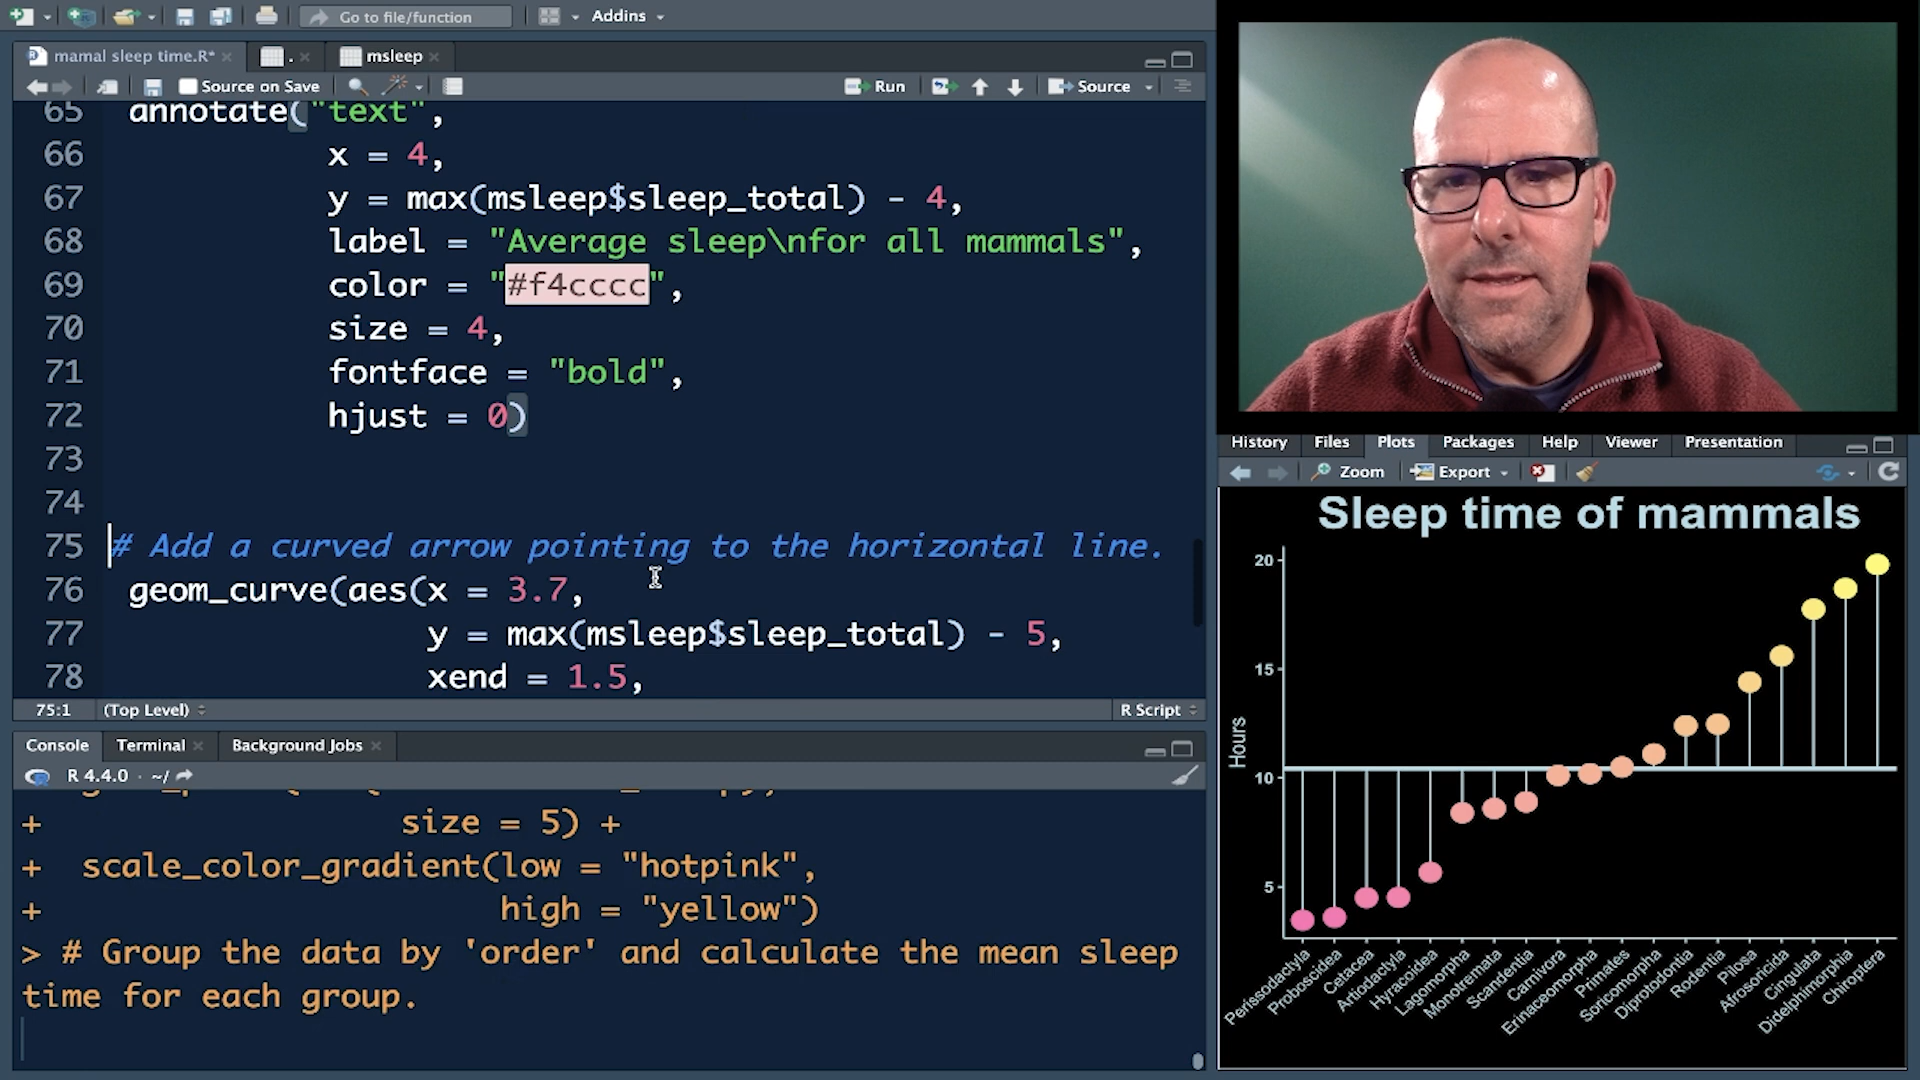 Go to file/function
Addins
mamal sleep time.R*
.
msleep
Source on Save
Run
Source
65 annotate("text",
66 x = 4,
67 y = max(msleep$sleep_total) - 4,
68 label = "Average sleep\nfor all mammals",
69 color = "#f4cccc",
70 size = 4,
71 fontface = "bold",
72 hjust = 0)
73
74
75 # Add a curved arrow pointing to the horizontal line.
76 geom_curve(aes(x = 3.7,
77 y = max(msleep$sleep_total) - 5,
78 xend = 1.5,
75:1 (Top Level) R Script
Console Terminal Background Jobs
R 4.4.0 · ~/
+ size = 5) +
+ scale_color_gradient(low = "hotpink",
+ high = "yellow")
> # Group the data by 'order' and calculate the mean sleep
time for each group.
History Files Plots Packages Help Viewer Presentation
Zoom Export
Sleep time of mammals
20
15
10
5
Hours
Perissodactyla
Proboscidea
Cetacea
Artiodactyla
Hyracoidea
Lagomorpha
Monotremata
Scandentia
Carnivora
Erinaceomorpha
Primates
Soricomorpha
Diprotodontia
Rodentia
Pilosa
Afrosoricida
Cingulata
Didelphimorphia
Chiroptera